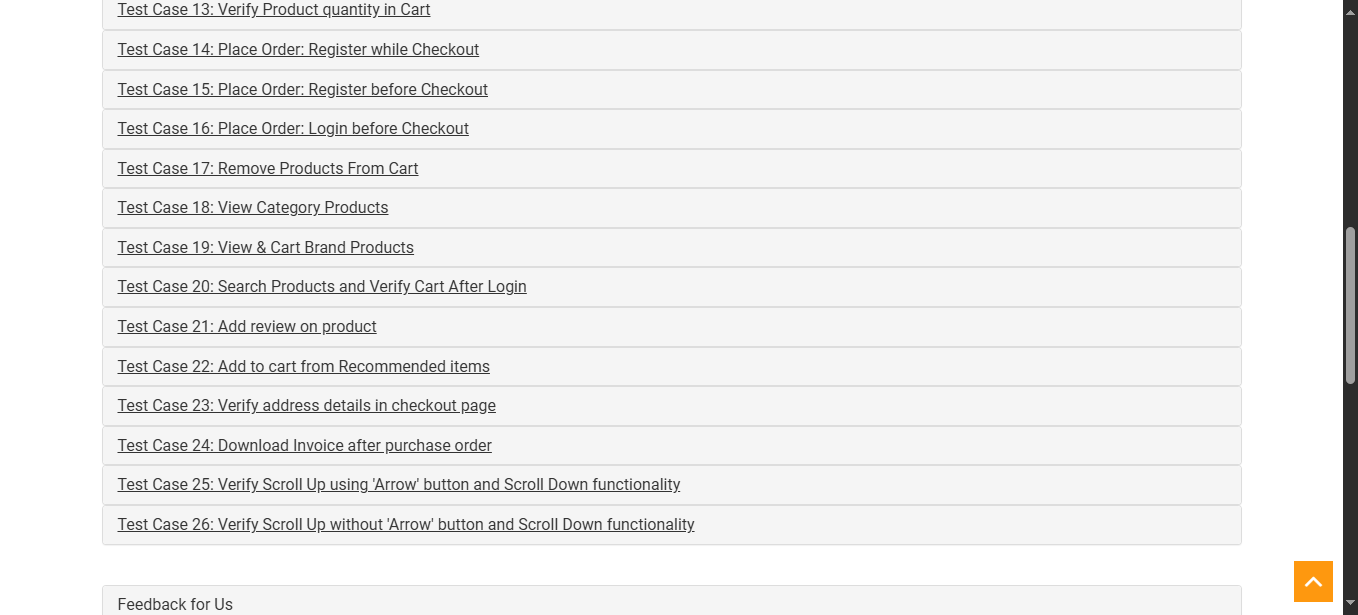 Test Case 13: Verify Product quantity in Cart
Test Case 14: Place Order: Register while Checkout
Test Case 15: Place Order: Register before Checkout
Test Case 16: Place Order: Login before Checkout
Test Case 17: Remove Products From Cart
Test Case 18: View Category Products
Test Case 19: View & Cart Brand Products
Test Case 20: Search Products and Verify Cart After Login
Test Case 21: Add review on product
Test Case 22: Add to cart from Recommended items
Test Case 23: Verify address details in checkout page
Test Case 24: Download Invoice after purchase order
Test Case 25: Verify Scroll Up using 'Arrow' button and Scroll Down functionality
Test Case 26: Verify Scroll Up without 'Arrow' button and Scroll Down functionality
Feedback for Us